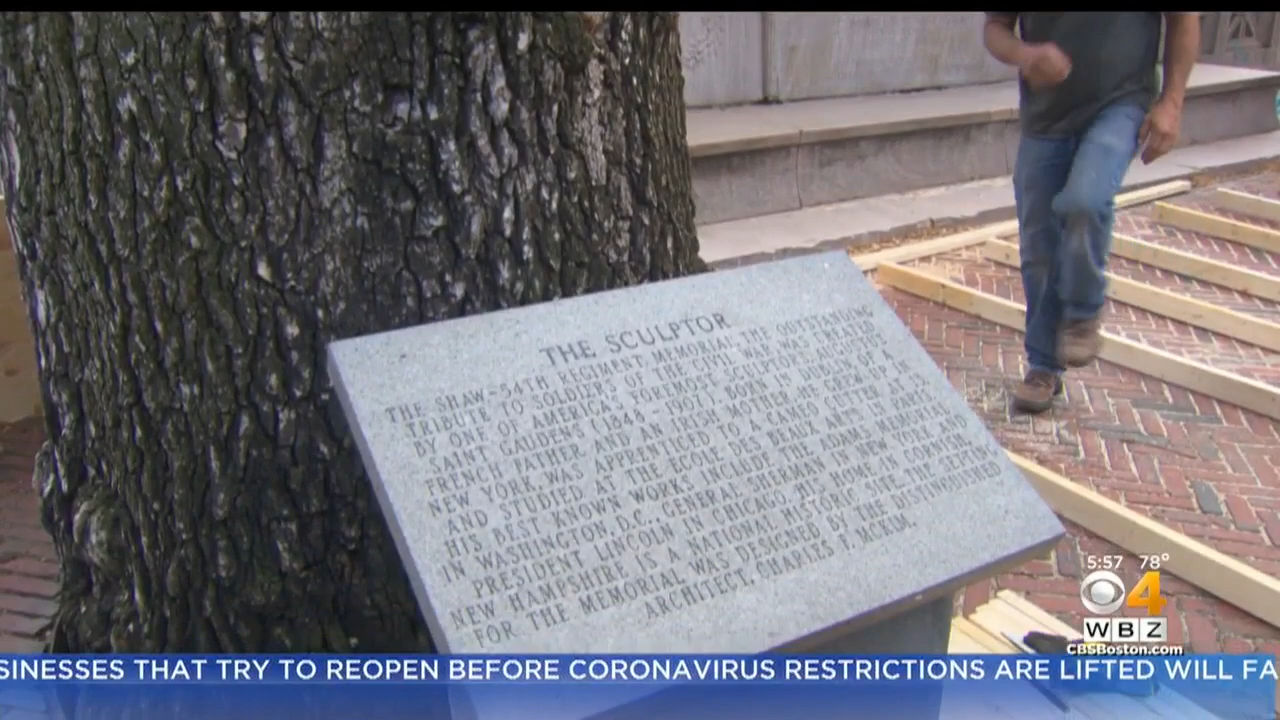 THE SCULPTOR
THE SHAW-54TH REGIMENT MEMORIAL, THE OUTSTANDING
TRIBUTE TO SOLDIERS OF THE CIVIL WAR WAS CREATED
BY ONE OF AMERICA'S FOREMOST SCULPTORS, AUGUSTUS
SAINT GAUDENS (1848-1907). BORN IN DUBLIN OF A
FRENCH FATHER AND AN IRISH MOTHER, HE GREW UP IN
NEW YORK, WAS APPRENTICED TO A CAMEO CUTTER AT 13
AND STUDIED AT THE ECOLE DES BEAUX ARTS IN PARIS.
HIS BEST KNOWN WORKS INCLUDE THE ADAMS MEMORIAL
IN WASHINGTON, D.C., GENERAL SHERMAN IN NEW YORK, AND
PRESIDENT LINCOLN IN CHICAGO. HIS HOME IN CORNISH,
NEW HAMPSHIRE IS A NATIONAL HISTORIC SITE. THE SETTING
FOR THE MEMORIAL WAS DESIGNED BY THE DISTINGUISHED
ARCHITECT, CHARLES F. MCKIM.
5:57 78°
4
WBZ
CBSBoston.com
SINESSES THAT TRY TO REOPEN BEFORE CORONAVIRUS RESTRICTIONS ARE LIFTED WILL FA